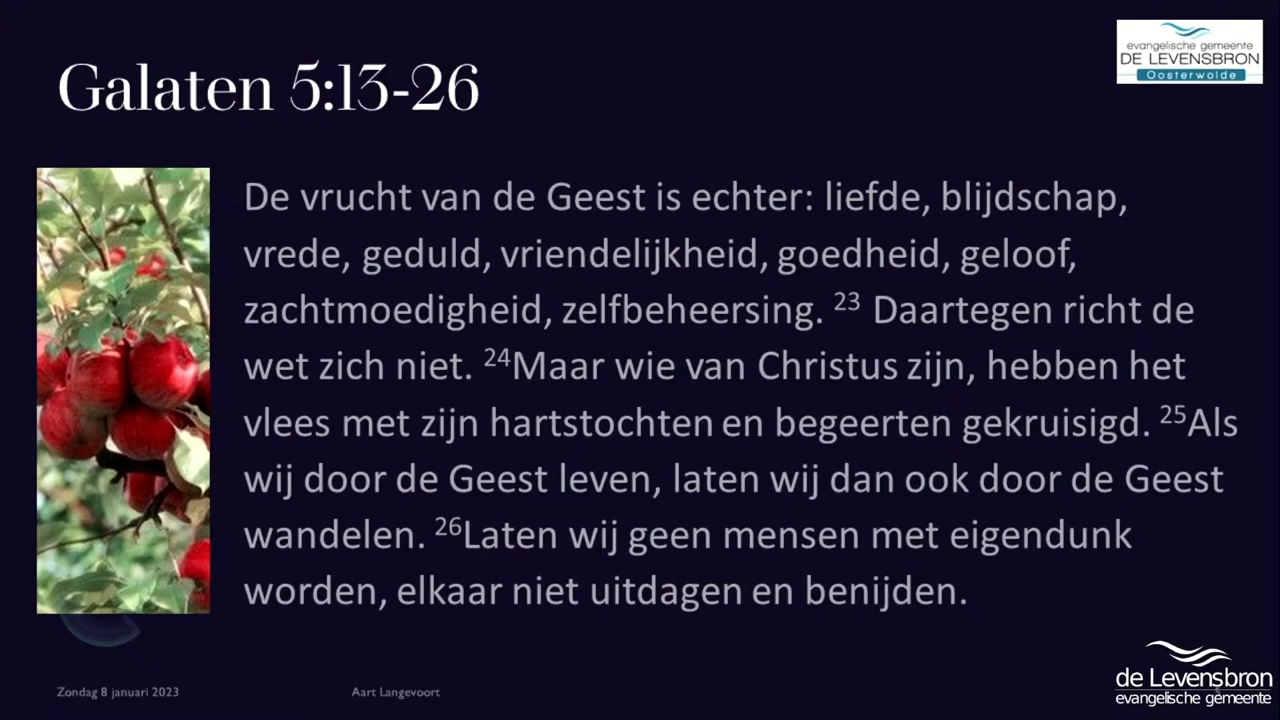 evangelische gemeente
DE LEVENSBRON
Oosterwolde
Galaten 5:13-26
De vrucht van de Geest is echter: liefde, blijdschap,
vrede, geduld, vriendelijkheid, goedheid, geloof,
zachtmoedigheid, zelfbeheersing. 23 Daartegen richt de
wet zich niet. 24Maar wie van Christus zijn, hebben het
vlees met zijn hartstochten en begeerten gekruisigd. 25Als
wij door de Geest leven, laten wij dan ook door de Geest
wandelen. 26Laten wij geen mensen met eigendunk
worden, elkaar niet uitdagen en benijden.
Zondag 8 januari 2023
Aart Langevoort
de Levensbron
evangelische gemeente